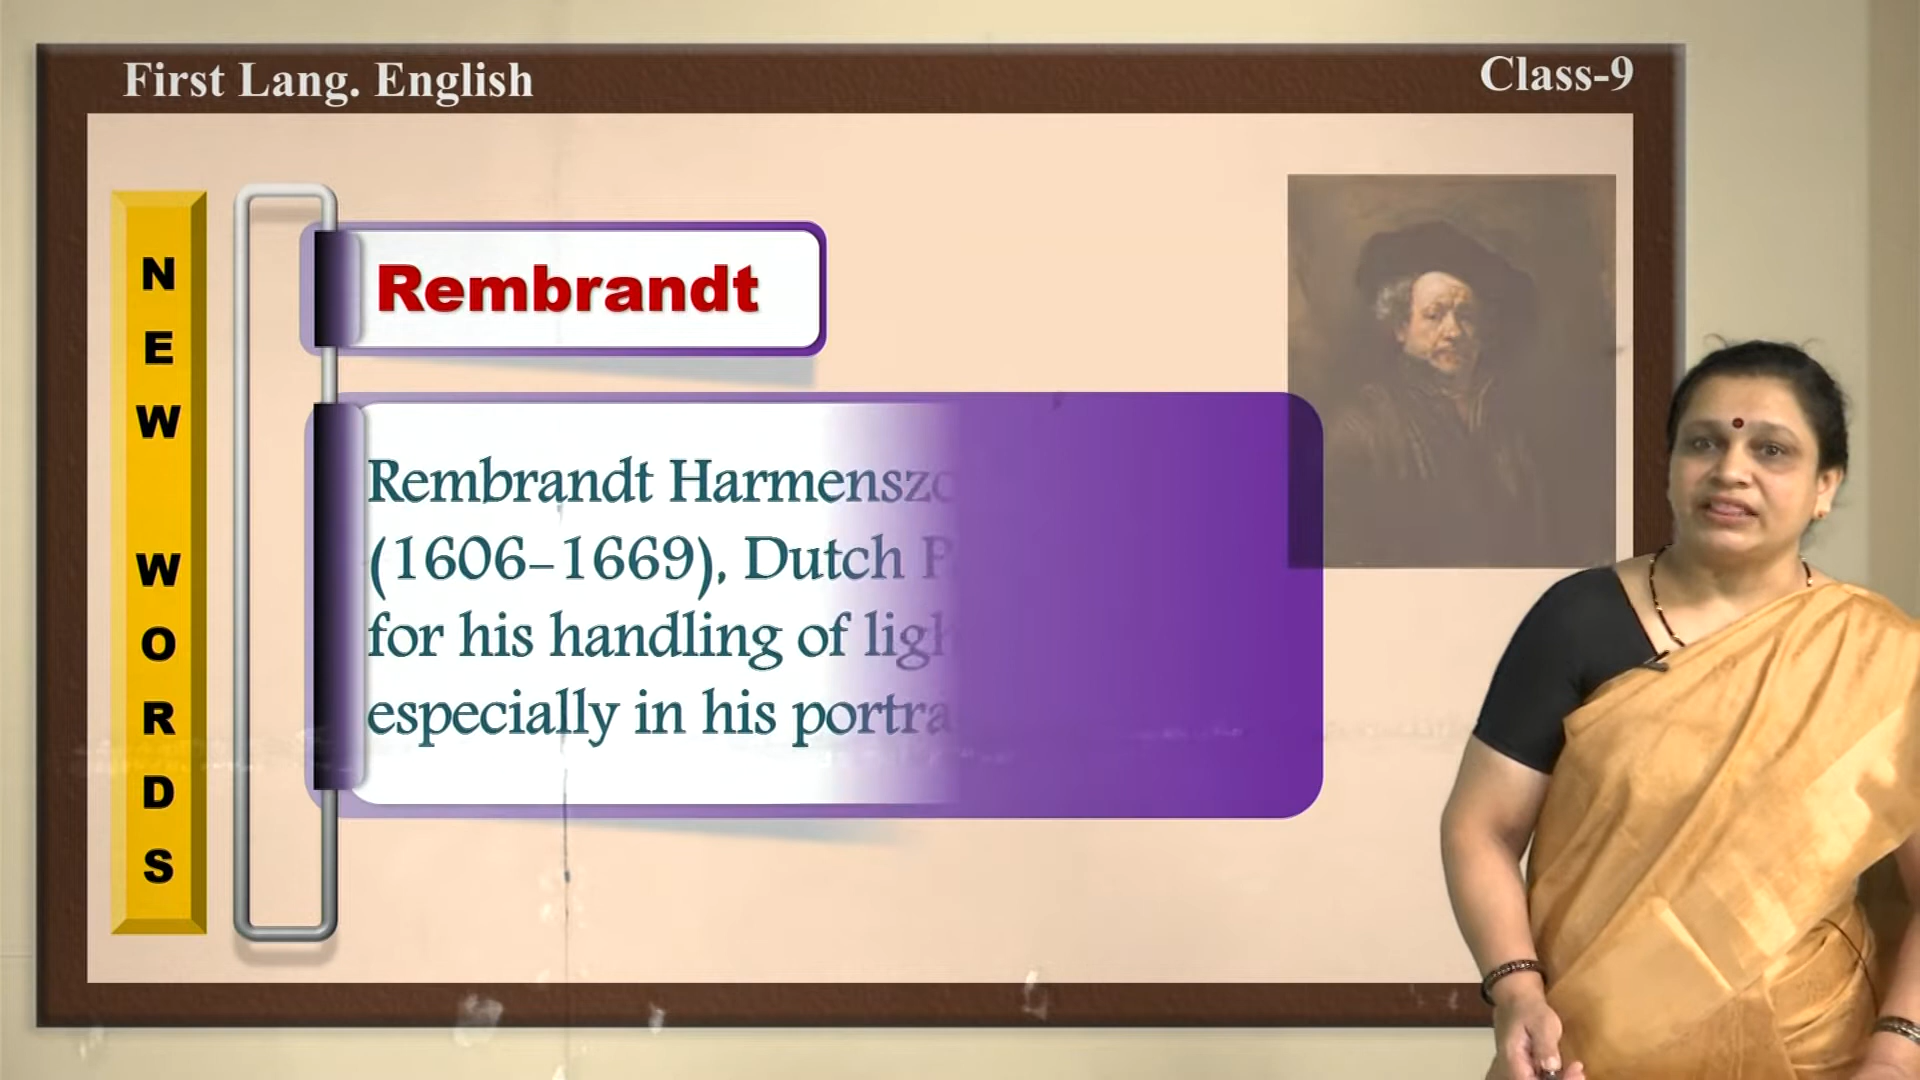 First Lang. English
Class-9
NEW WORDS
Rembrandt
Rembrandt
(1606–1669), Dutch
for his handling of
especially in his